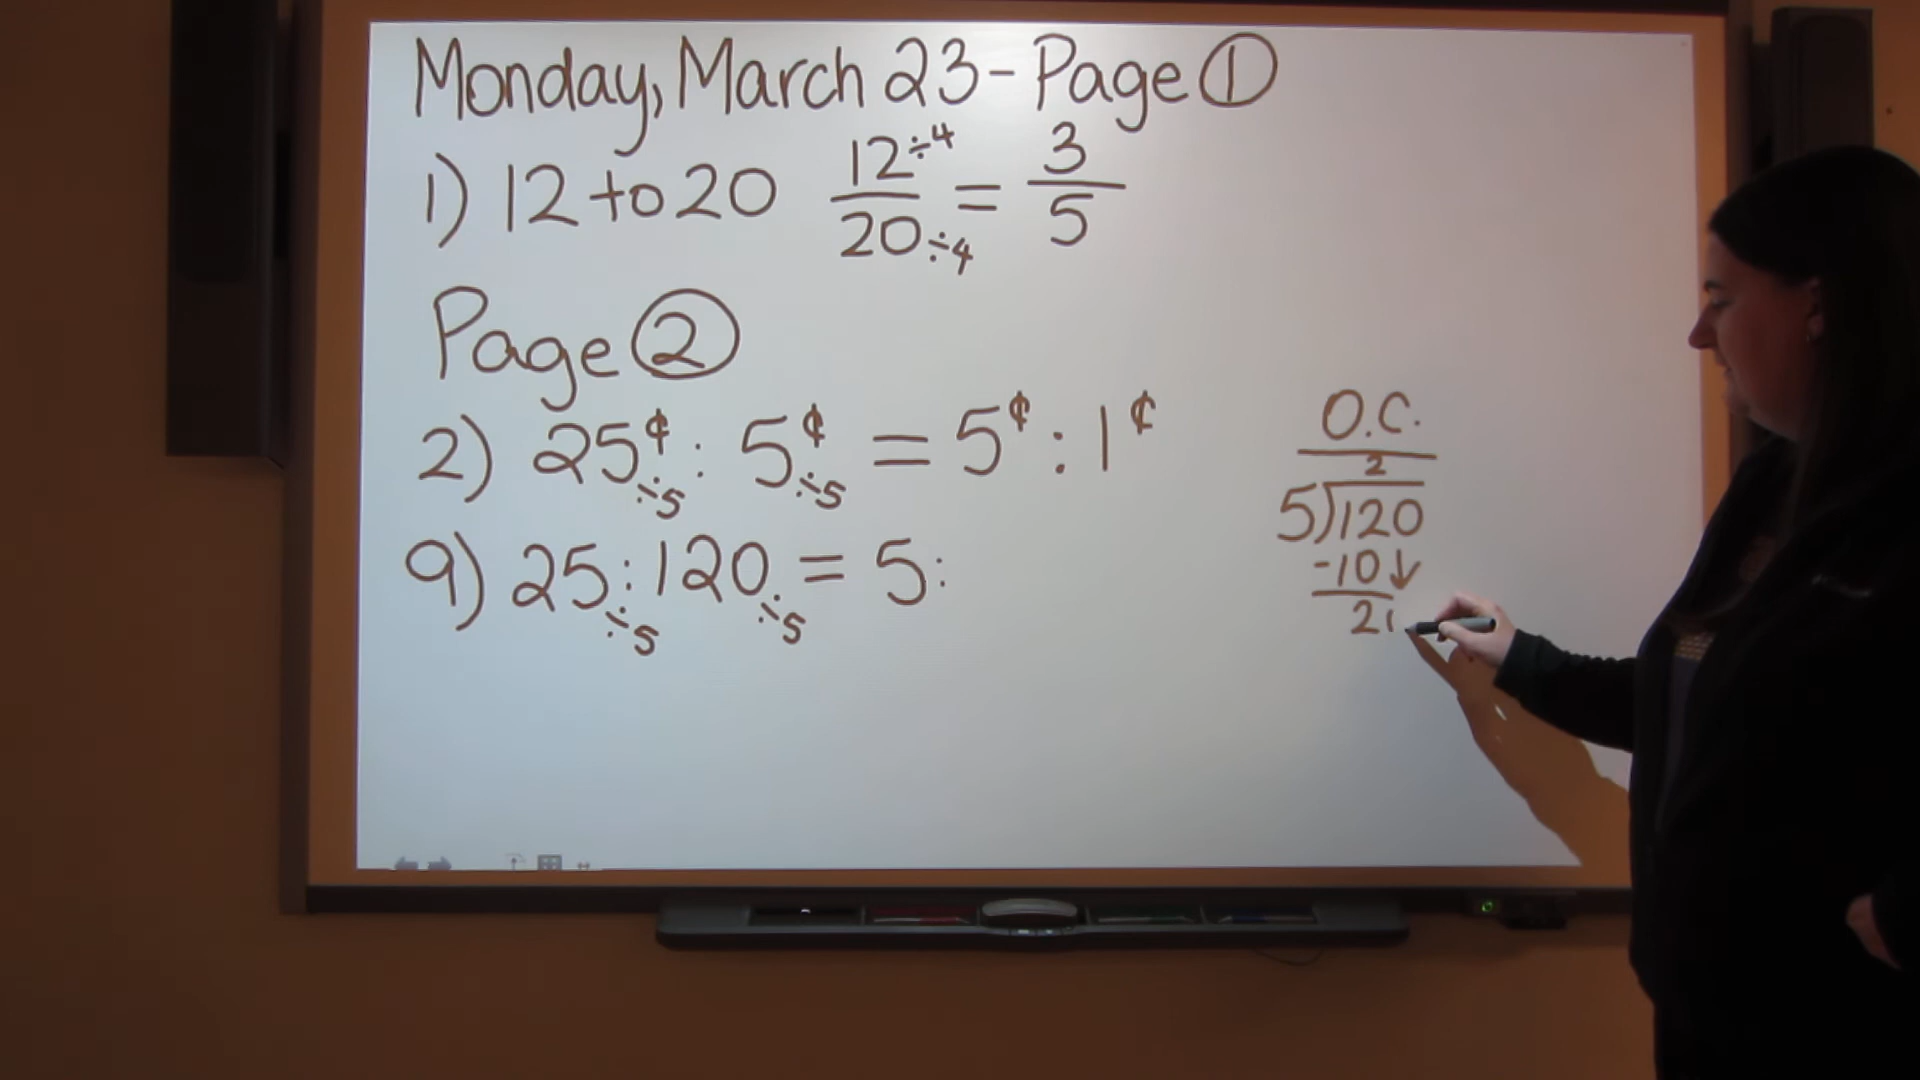 Monday, March 23 - Page ①
1) 12 to 20 12÷4/20÷4 = 3/5
Page ②
2) 25¢÷5 : 5¢÷5 = 5¢ : 1¢
9) 25÷5 : 120÷5 = 5:
O.C.
2
5)120
-10↓
2